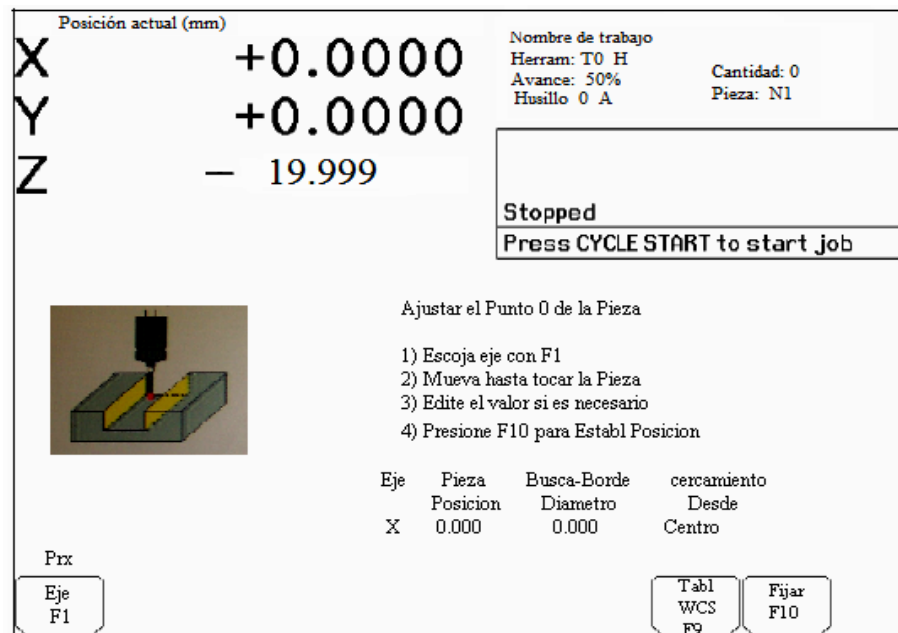 Posición actual (mm)
X +0.0000
Y +0.0000
Z − 19.999
Nombre de trabajo
Herram: T0 H
Avance: 50%
Husillo 0 A
Cantidad: 0
Pieza: N1
Stopped
Press CYCLE START to start job
Ajustar el Punto 0 de la Pieza
1) Escoja eje con F1
2) Mueva hasta tocar la Pieza
3) Edite el valor si es necesario
4) Presione F10 para Establ Posicion
Eje Pieza Busca-Borde cercamiento
Posicion Diametro Desde
X 0.000 0.000 Centro
Prx
Eje
F1
Tabl
WCS
F9
Fijar
F10